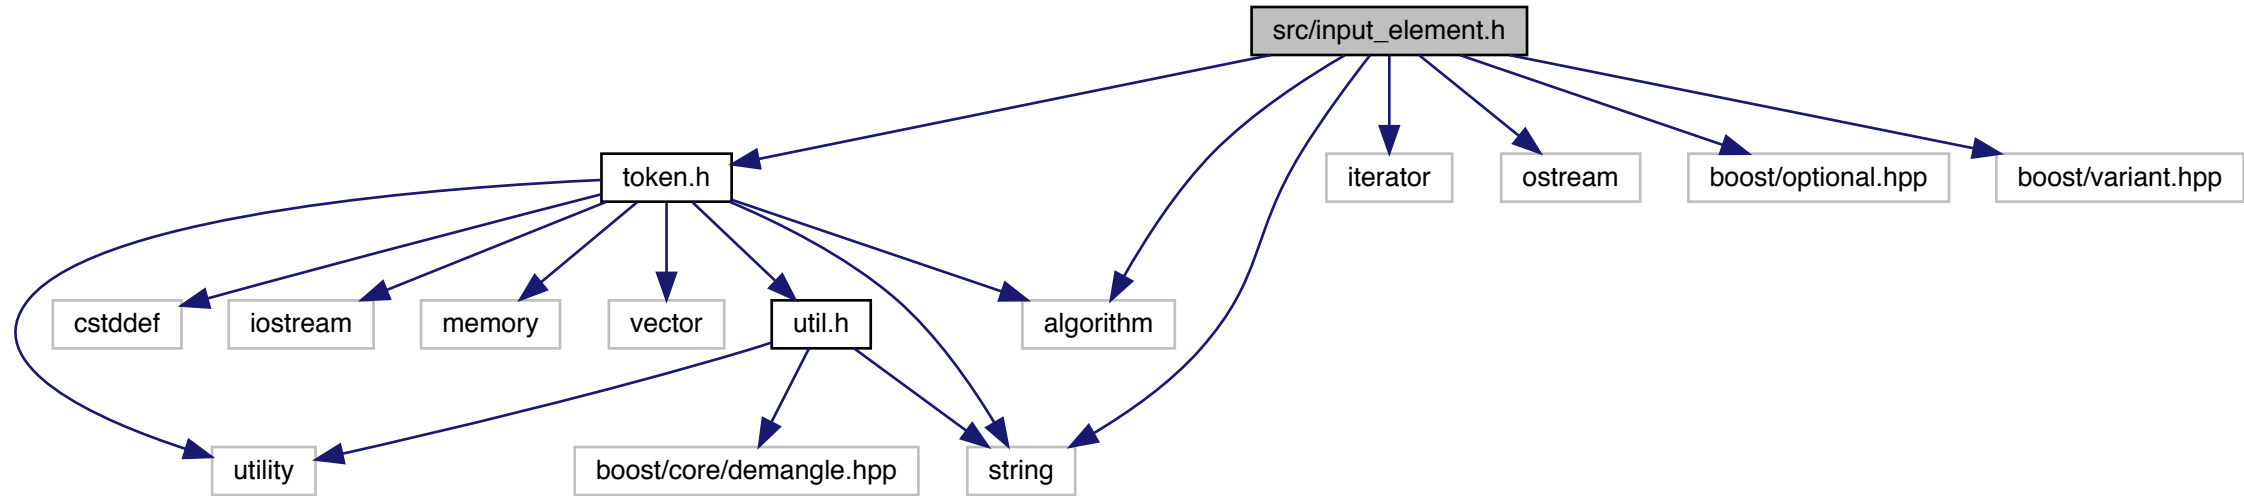 src/input_element.h
token.h
iterator
ostream
boost/optional.hpp
boost/variant.hpp
cstddef
iostream
memory
vector
util.h
algorithm
utility
boost/core/demangle.hpp
string